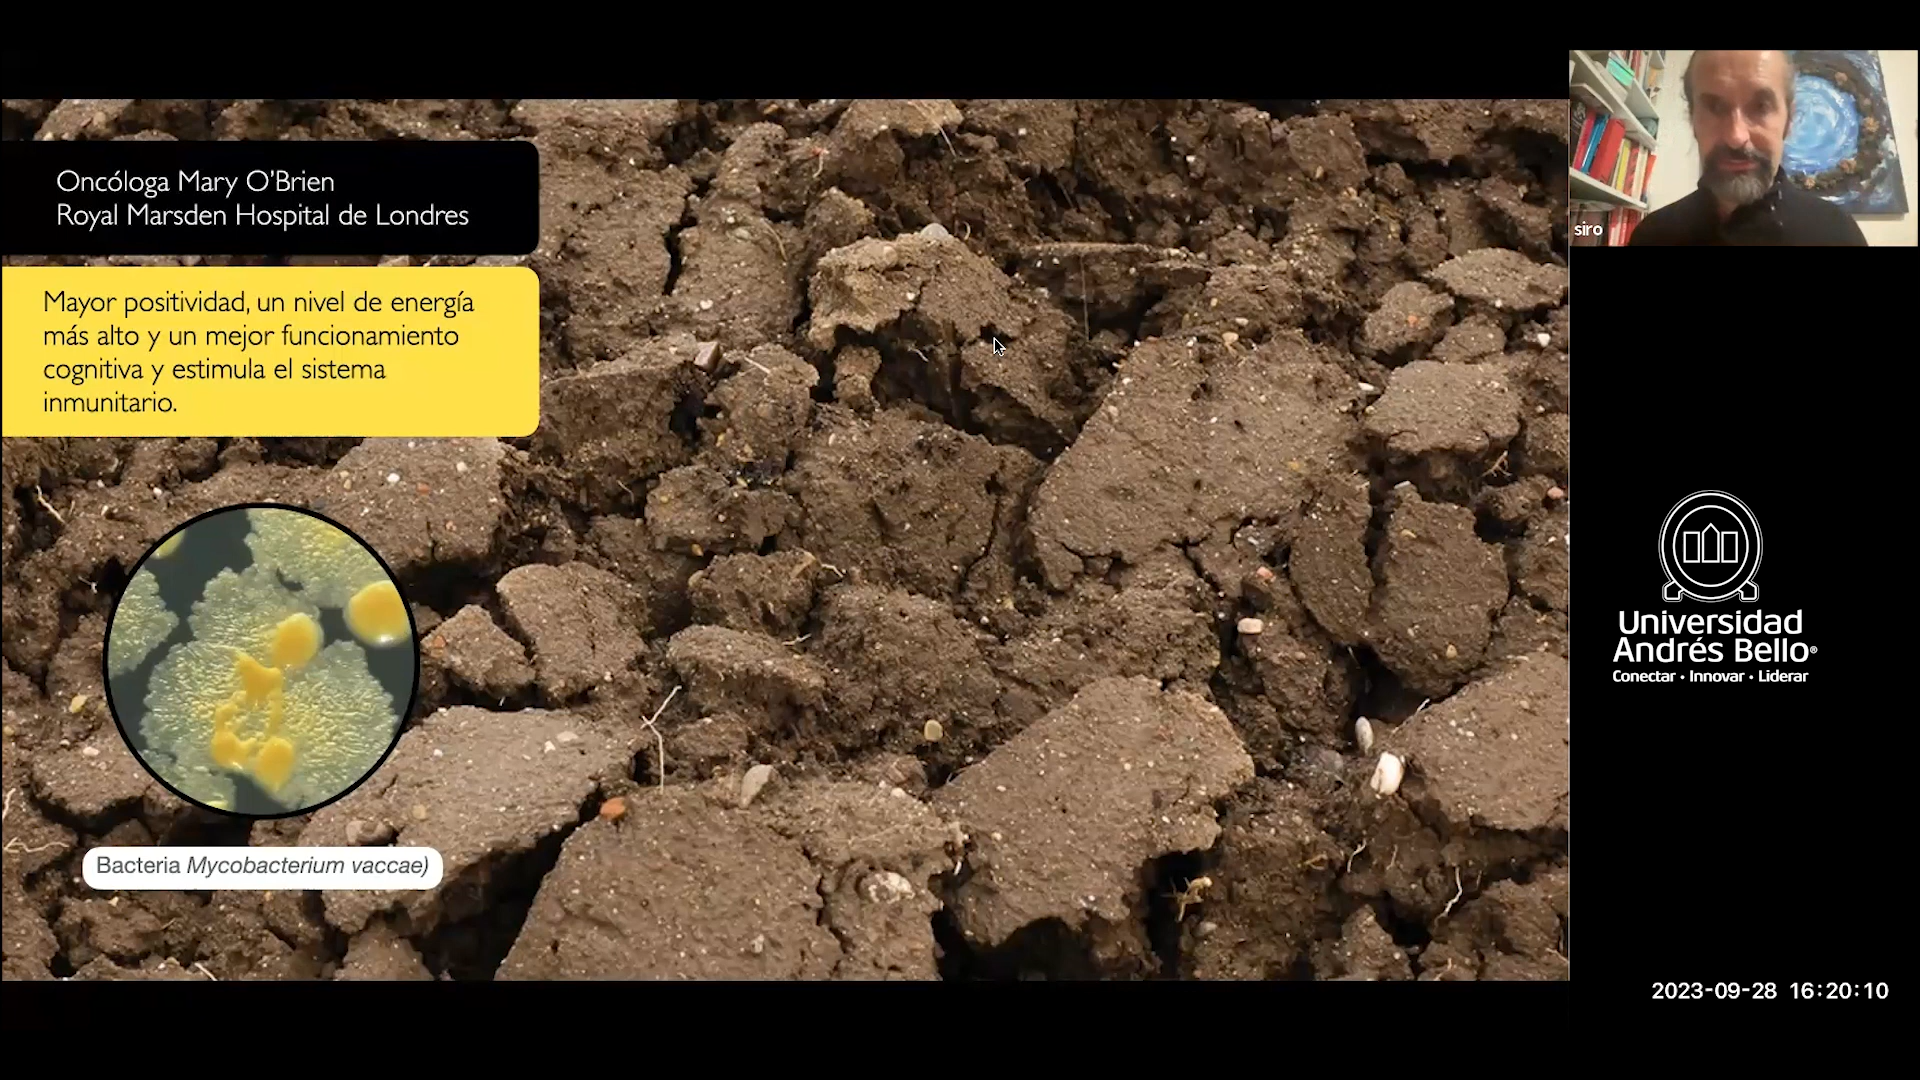 Oncóloga Mary O'Brien
Royal Marsden Hospital de Londres
Mayor positividad, un nivel de energía
más alto y un mejor funcionamiento
cognitiva y estimula el sistema
inmunitario.
Bacteria Mycobacterium vaccae)
siro
Universidad
Andrés Bello®
Conectar • Innovar • Liderar
2023-09-28 16:20:10